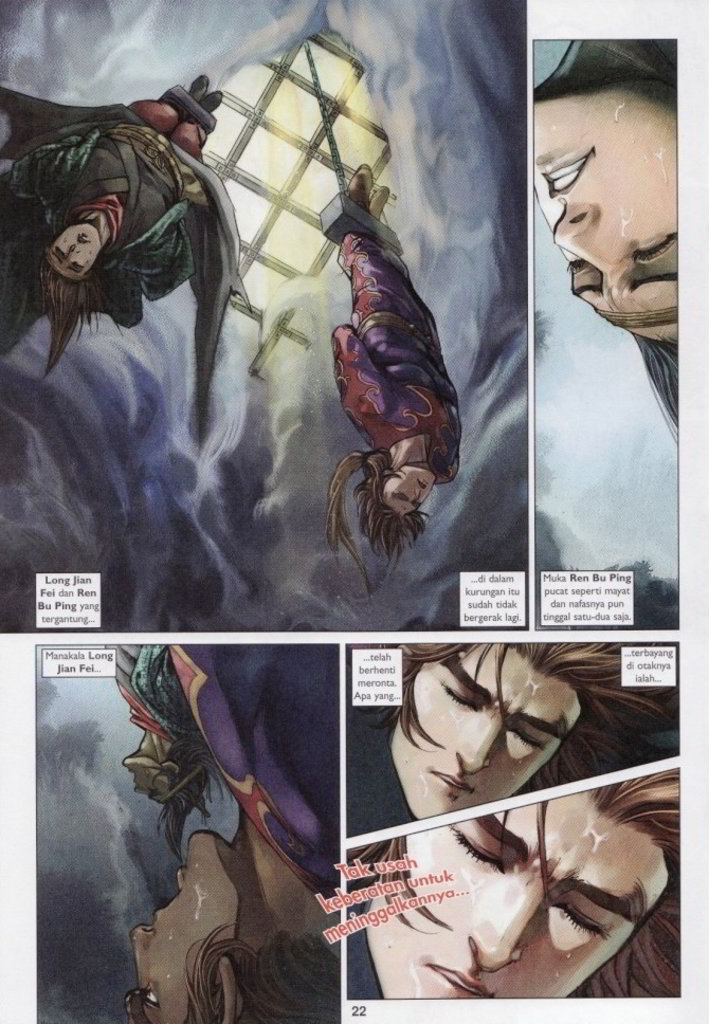 Long Jian
Fei dan Ren
Bu Ping yang
tergantung...
...di dalam
kurungan itu
sudah tidak
bergerak lagi.
Muka Ren Bu Ping
pucat seperti mayat
dan nafasnya pun
tinggal satu-dua saja.
Manakala Long
Jian Fei...
...telah
berhenti
meronta.
Apa yang...
...terbayang
di otaknya
ialah...
Tak usah
keberatan untuk
meninggalkannya...
22